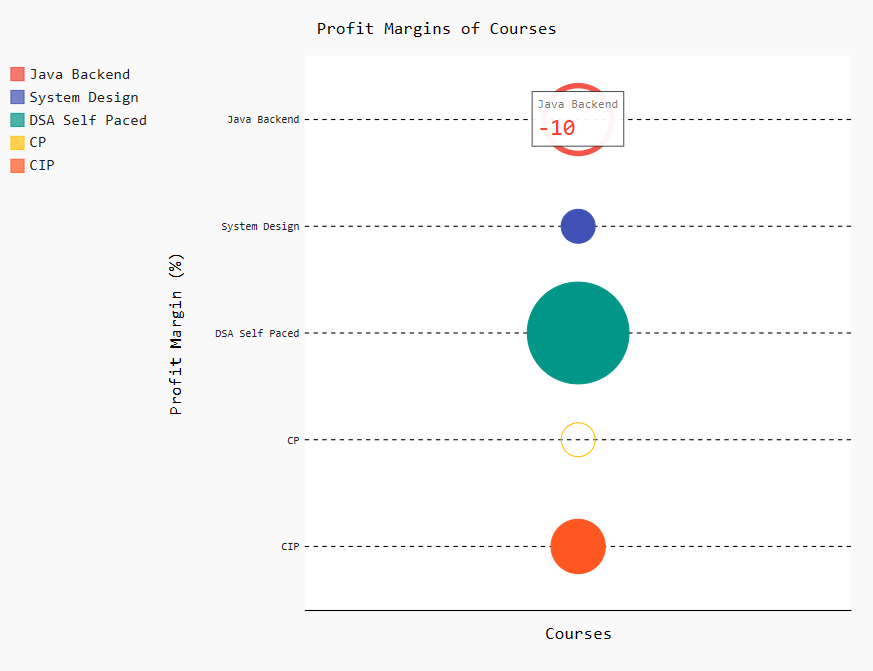 Profit Margins of Courses
Java Backend
System Design
DSA Self Paced
CP
CIP
Java Backend
Java Backend
-10
System Design
DSA Self Paced
CP
CIP
Profit Margin (%)
Courses